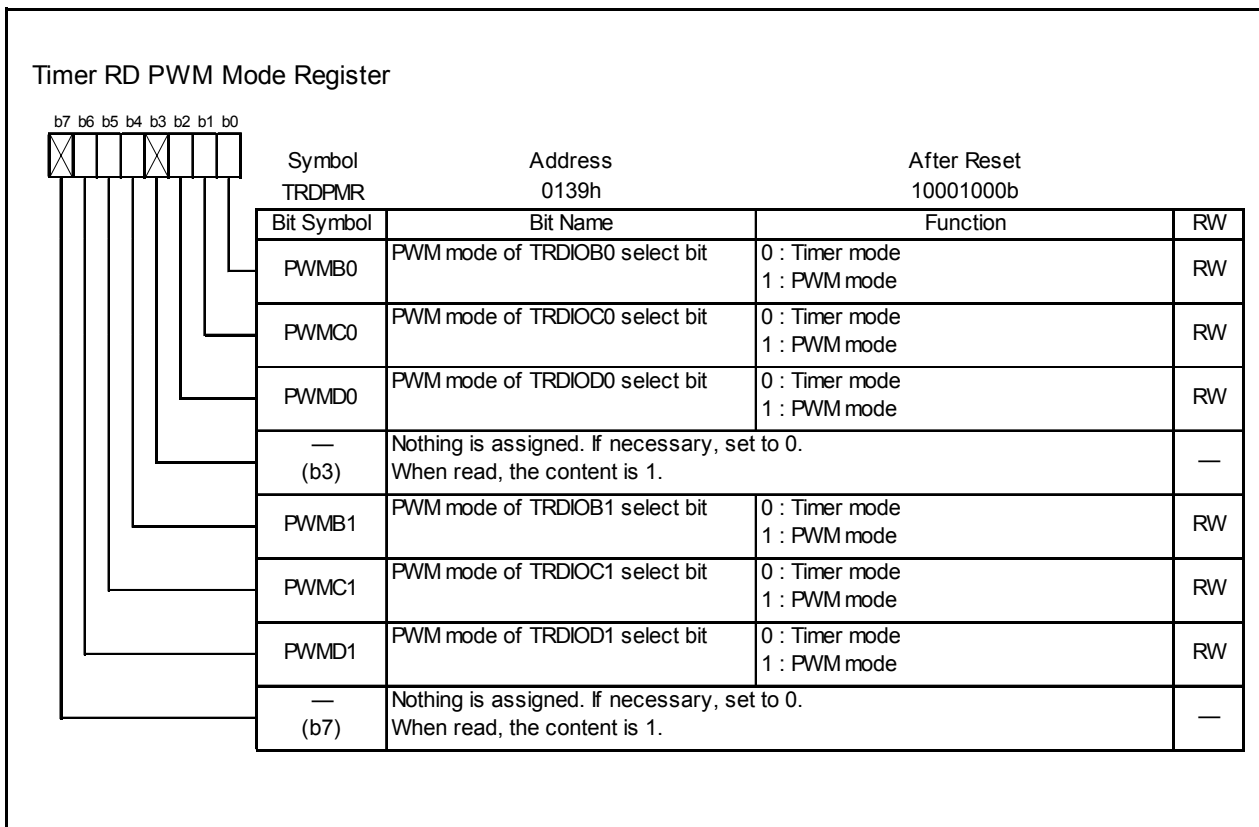 Timer RD PWM Mode Register
b7 b6 b5 b4 b3 b2 b1 b0
Symbol Address After Reset
TRDPMR 0139h 10001000b
Bit Symbol Bit Name Function RW
PWMB0 PWM mode of TRDIOB0 select bit 0 : Timer mode
1 : PWM mode RW
PWMC0 PWM mode of TRDIOC0 select bit 0 : Timer mode
1 : PWM mode RW
PWMD0 PWM mode of TRDIOD0 select bit 0 : Timer mode
1 : PWM mode RW
— Nothing is assigned. If necessary, set to 0.
(b3) When read, the content is 1. —
PWMB1 PWM mode of TRDIOB1 select bit 0 : Timer mode
1 : PWM mode RW
PWMC1 PWM mode of TRDIOC1 select bit 0 : Timer mode
1 : PWM mode RW
PWMD1 PWM mode of TRDIOD1 select bit 0 : Timer mode
1 : PWM mode RW
— Nothing is assigned. If necessary, set to 0.
(b7) When read, the content is 1. —